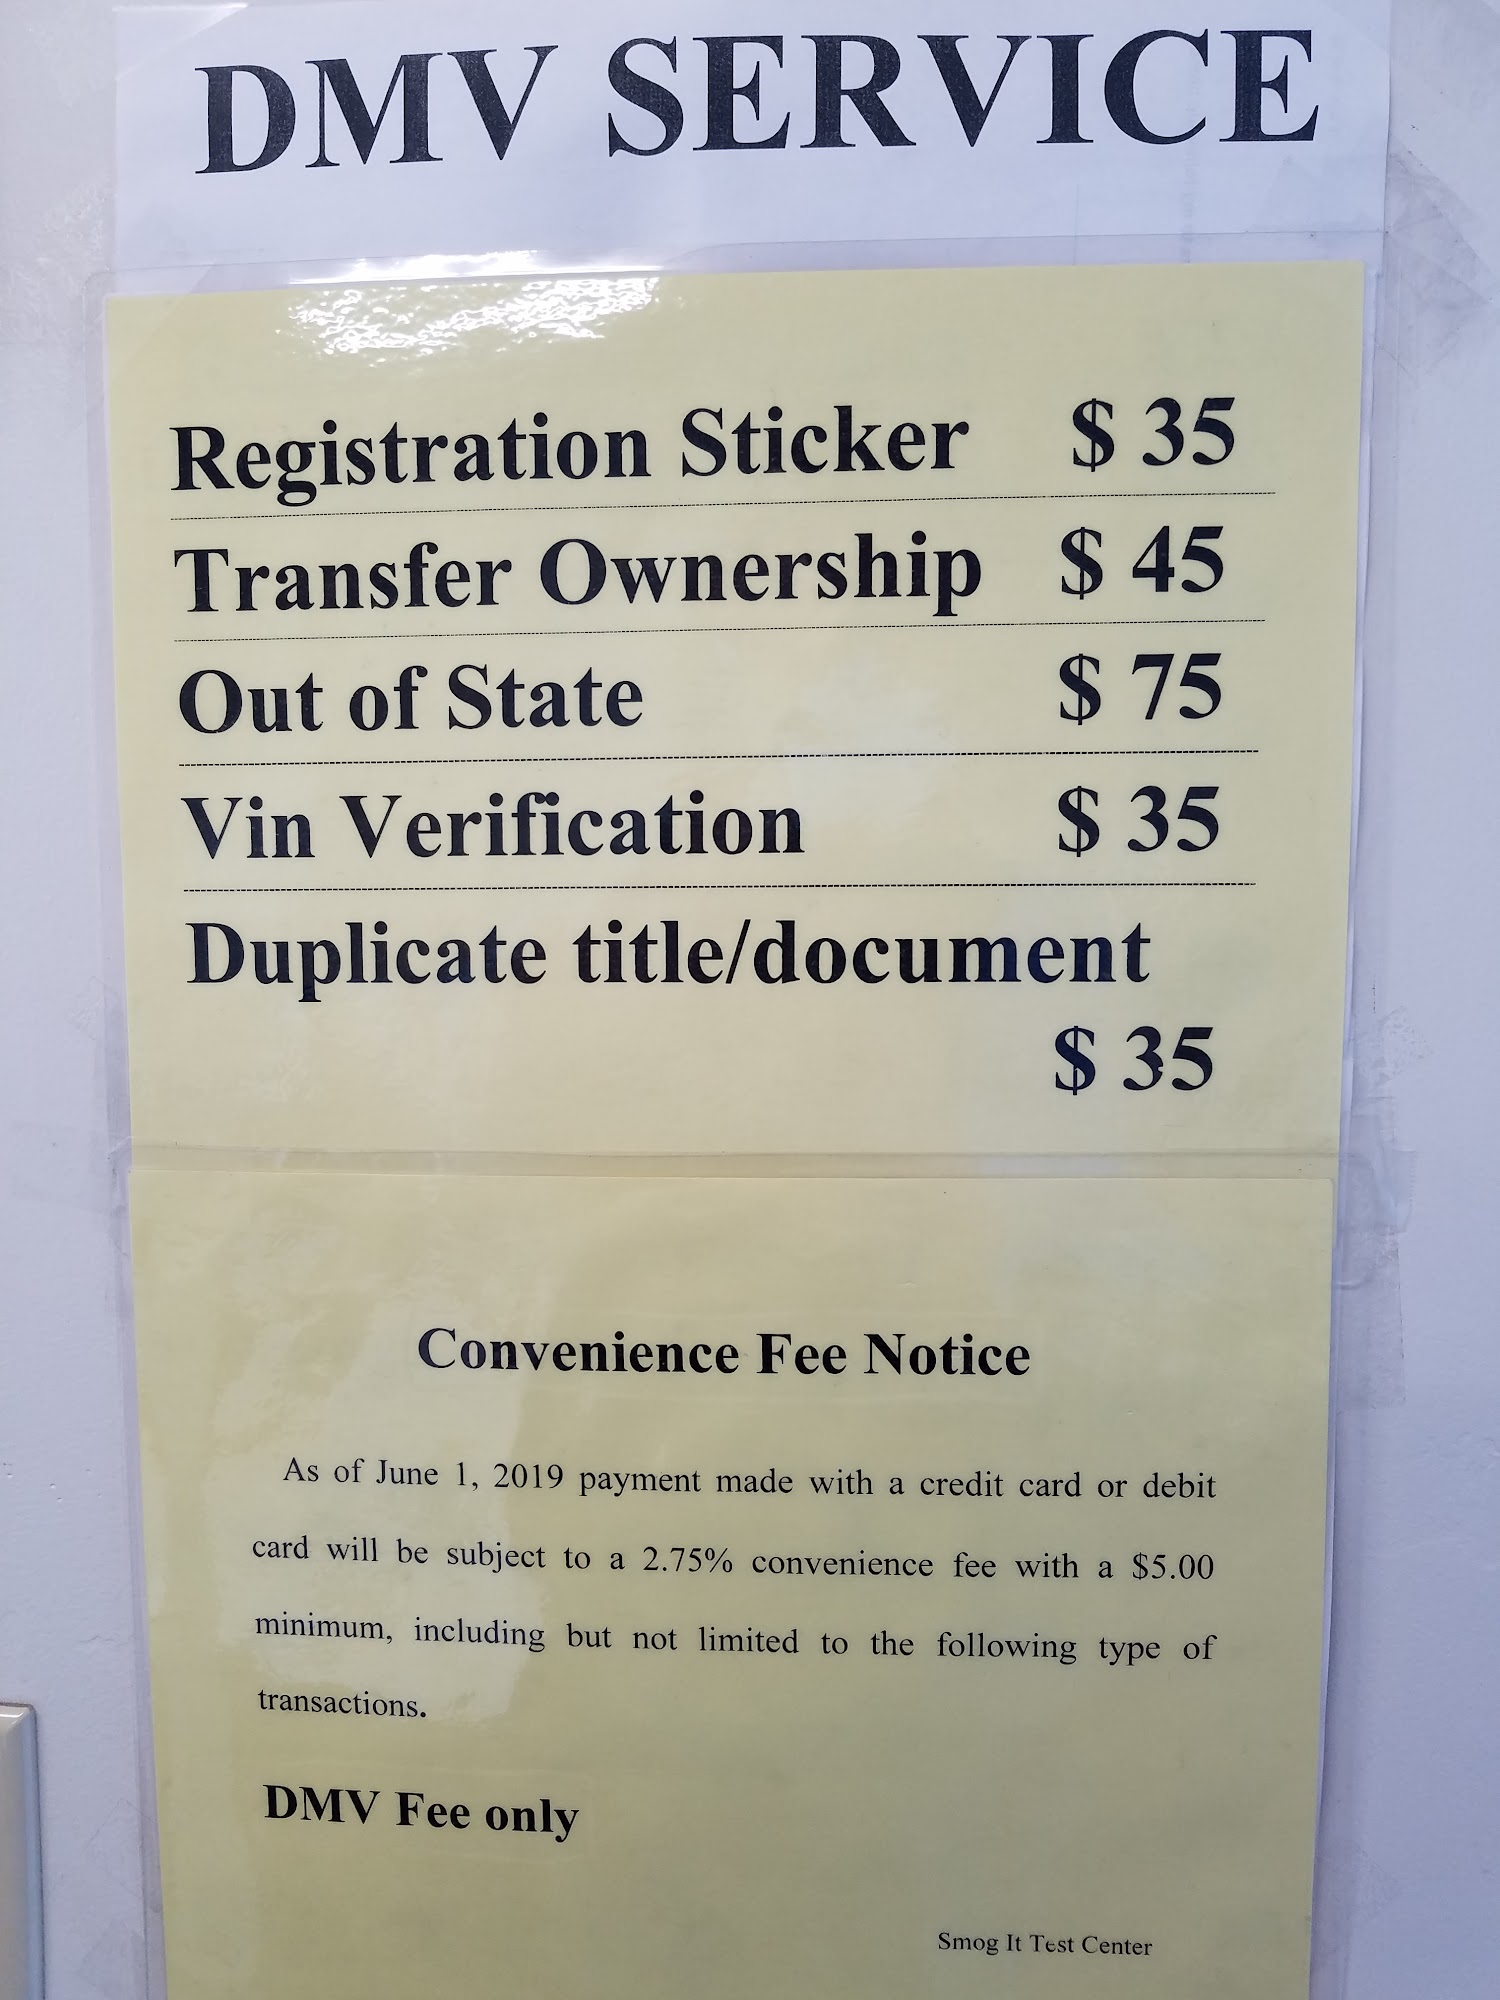 DMV SERVICE
Registration Sticker $ 35
Transfer Ownership $ 45
Out of State $ 75
Vin Verification $ 35
Duplicate title/document
$ 35
Convenience Fee Notice
As of June 1, 2019 payment made with a credit card or debit
card will be subject to a 2.75% convenience fee with a $5.00
minimum, including but not limited to the following type of
transactions.
DMV Fee only
Smog It Test Center